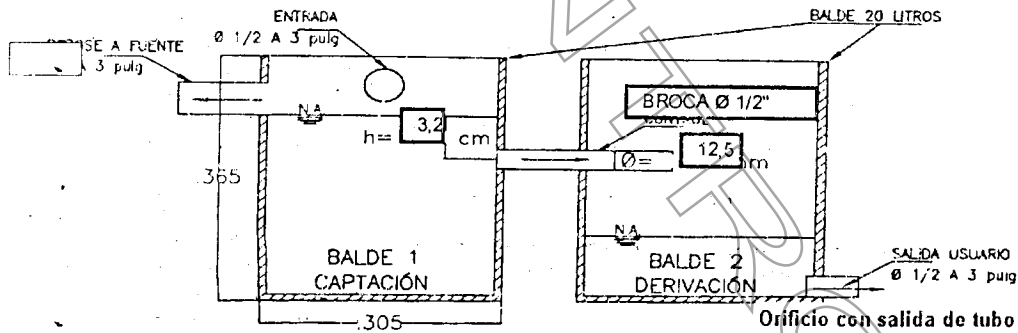 ENTRADA
Ø 1/2 A 3 pulg
BALDE 20 LITROS
A FUENTE
A 3 pulg
N.A
h= 3,2 cm
BROCA Ø 1/2"
Ø= 12,5 m
.365
N.A
BALDE 1
CAPTACIÓN
BALDE 2
DERIVACIÓN
SALIDA USUARIO
Ø 1/2 A 3 pulg
.305
Orificio con salida de tubo